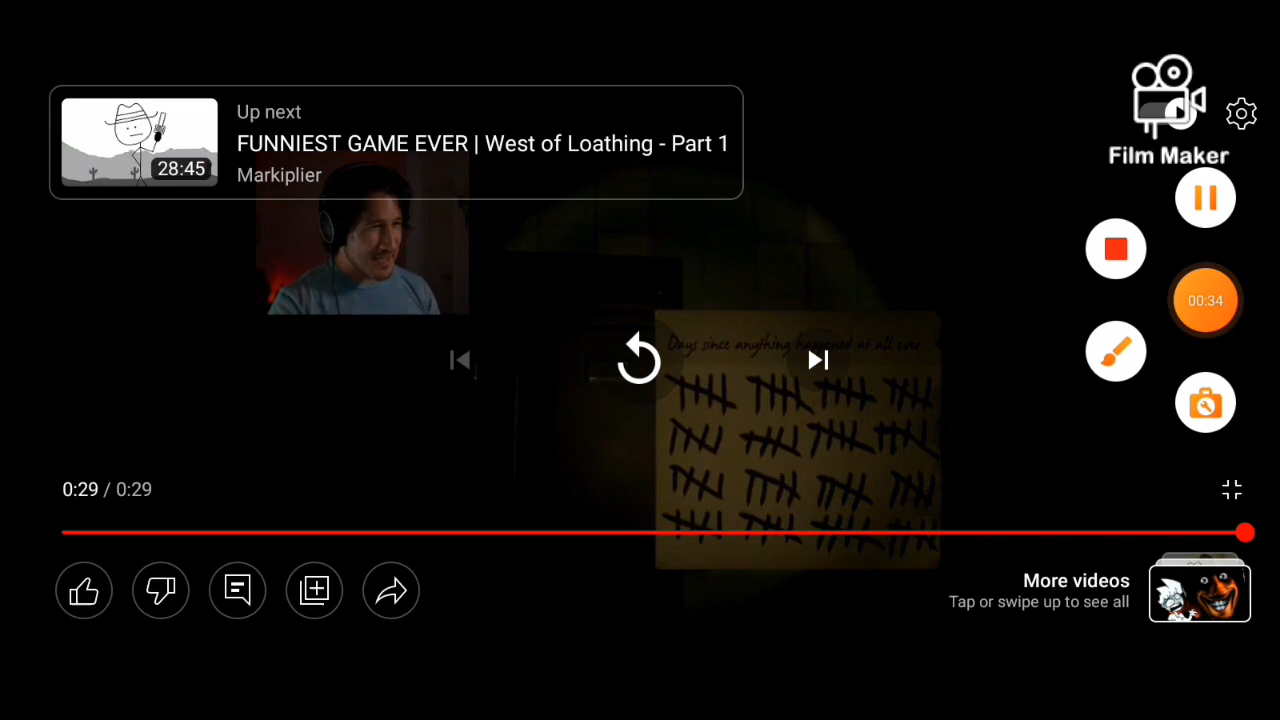 Up next
FUNNIEST GAME EVER | West of Loathing - Part 1
Markiplier
28:45
Film Maker
00:34
Days since anything happened at all ever
0:29 / 0:29
More videos
Tap or swipe up to see all